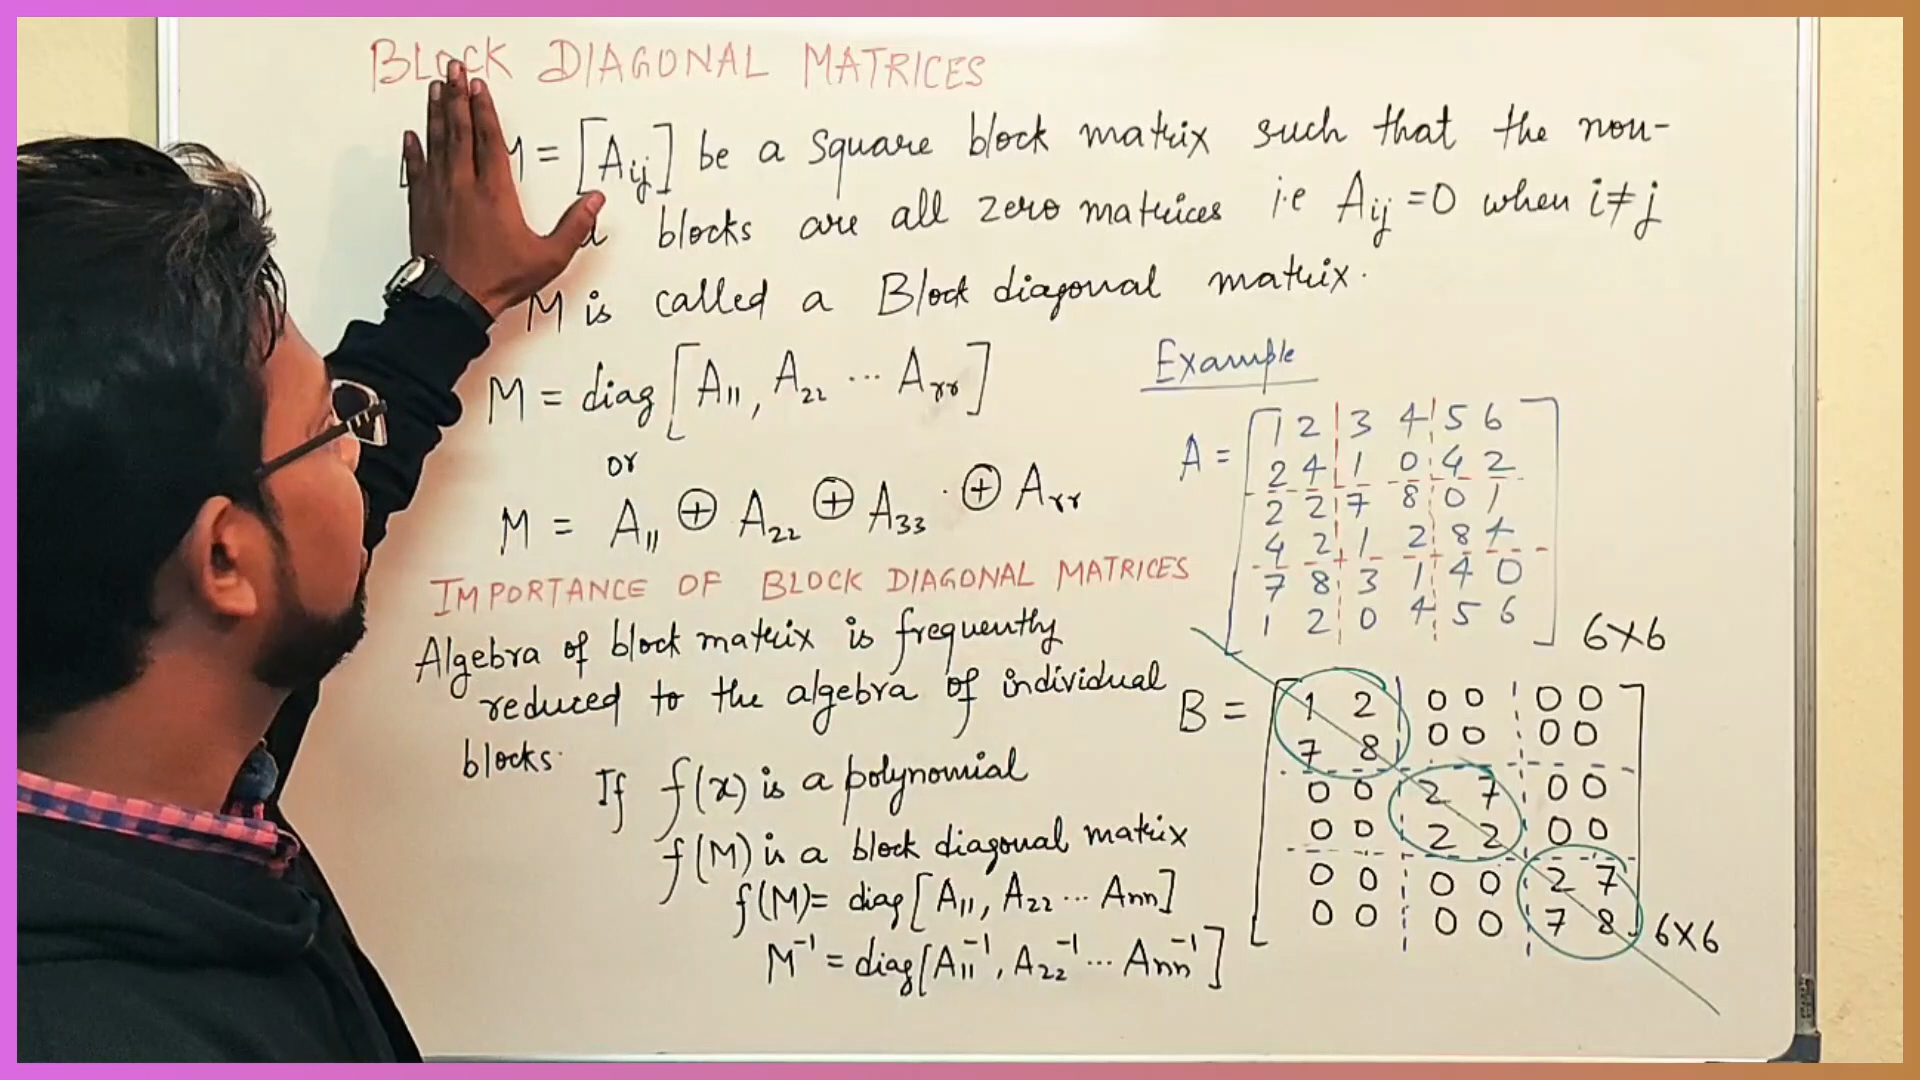 BLOCK DIAGONAL MATRICES
M = [Aij] be a square block matrix such that the non-
blocks are all zero matrices i.e Aij = 0 when i≠j
M is called a Block diagonal matrix.
M = diag [A11, A22 ... Arr]
or
M = A11 ⊕ A22 ⊕ A33 . ⊕ Arr
IMPORTANCE OF BLOCK DIAGONAL MATRICES
Algebra of block matrix is frequently
reduced to the algebra of individual
blocks.
If f(x) is a polynomial
f(M) is a block diagonal matrix
f(M) = diag [A11, A22 ... Ann]
M⁻¹ = diag [A11⁻¹, A22⁻¹ ... Ann⁻¹]
Example
A = [1 2 3 4 5 6
2 4 1 0 4 2
2 2 7 8 0 1
4 2 1 2 8
7 8 3 1 4 0
1 2 0 4 5 6] 6×6
B = [1 2 0 0 0 0
7 8 0 0 0 0
0 0 2 7 0 0
0 0 2 2 0 0
0 0 0 0 2 7
0 0 0 0 7 8] 6×6